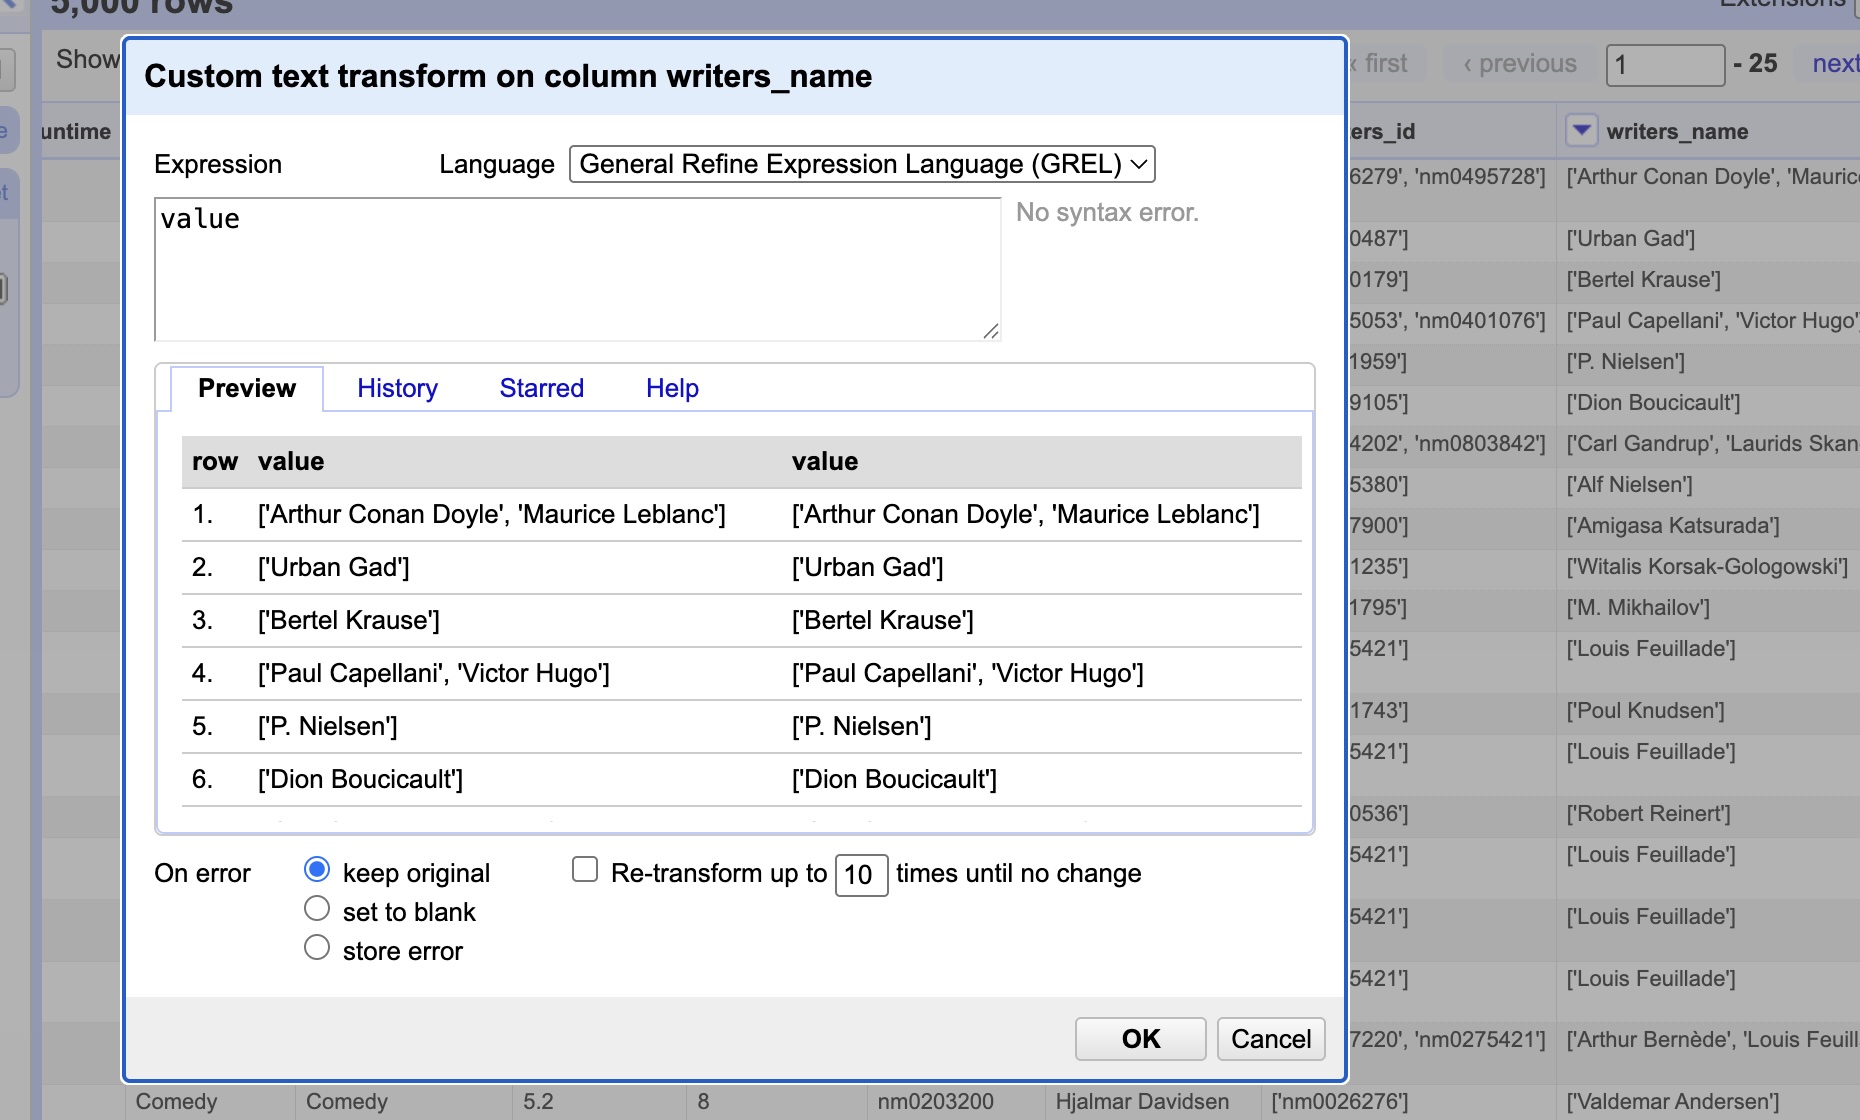 5,000 rows
Extensions
Show
first
‹ previous
1
- 25
next
Custom text transform on column writers_name
untime
ers_id
writers_name
Expression
Language
General Refine Expression Language (GREL)
value
No syntax error.
6279', 'nm0495728']
['Arthur Conan Doyle', 'Mauric
0487']
['Urban Gad']
0179']
['Bertel Krause']
5053', 'nm0401076']
['Paul Capellani', 'Victor Hugo'
1959']
['P. Nielsen']
9105']
['Dion Boucicault']
4202', 'nm0803842']
['Carl Gandrup', 'Laurids Skan
5380']
['Alf Nielsen']
7900']
['Amigasa Katsurada']
1235']
['Witalis Korsak-Gologowski']
1795']
['M. Mikhailov']
5421']
['Louis Feuillade']
1743']
['Poul Knudsen']
5421']
['Louis Feuillade']
0536']
['Robert Reinert']
5421']
['Louis Feuillade']
5421']
['Louis Feuillade']
5421']
['Louis Feuillade']
7220', 'nm0275421']
['Arthur Bernède', 'Louis Feuill
Preview
History
Starred
Help
row value value
1. ['Arthur Conan Doyle', 'Maurice Leblanc'] ['Arthur Conan Doyle', 'Maurice Leblanc']
2. ['Urban Gad'] ['Urban Gad']
3. ['Bertel Krause'] ['Bertel Krause']
4. ['Paul Capellani', 'Victor Hugo'] ['Paul Capellani', 'Victor Hugo']
5. ['P. Nielsen'] ['P. Nielsen']
6. ['Dion Boucicault'] ['Dion Boucicault']
On error
keep original
Re-transform up to 10 times until no change
set to blank
store error
OK
Cancel
Comedy
Comedy
5.2
8
nm0203200
Hjalmar Davidsen
['nm0026276']
['Valdemar Andersen']